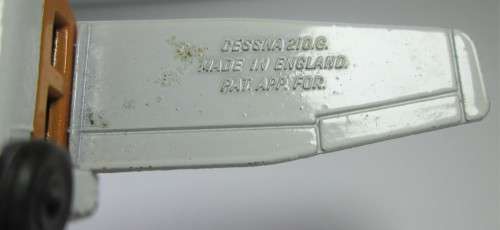 CESSNA 210.G.
MADE IN ENGLAND.
PAT. APP. FOR.